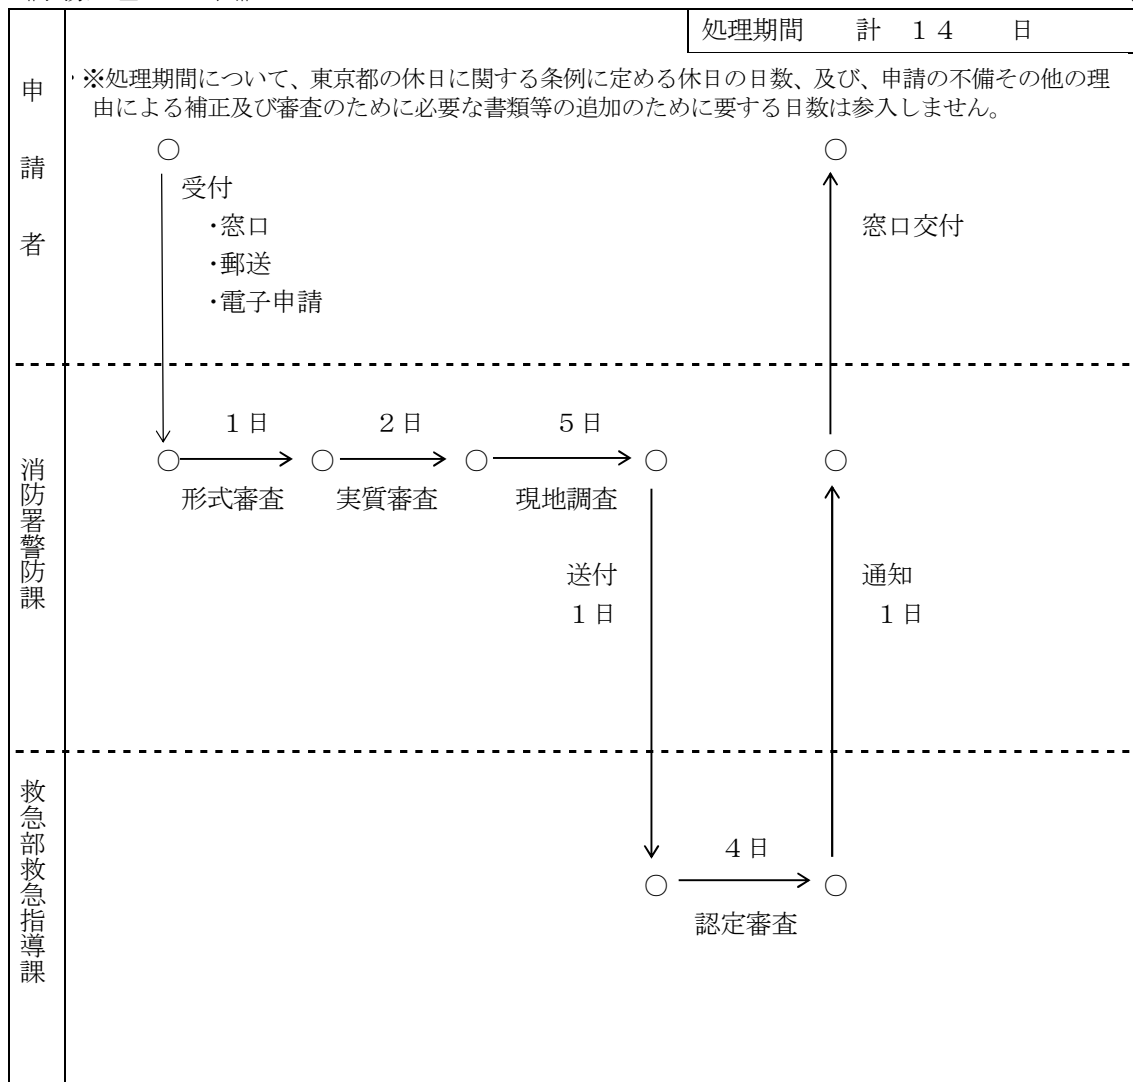 処理期間　計　１４　日
※処理期間について、東京都の休日に関する条例に定める休日の日数、及び、申請の不備その他の理
由による補正及び審査のために必要な書類等の追加のために要する日数は参入しません。
申請者
受付
・窓口
・郵送
・電子申請
窓口交付
消防署警防課
１日
２日
５日
形式審査
実質審査
現地調査
送付
１日
通知
１日
救急部救急指導課
４日
認定審査